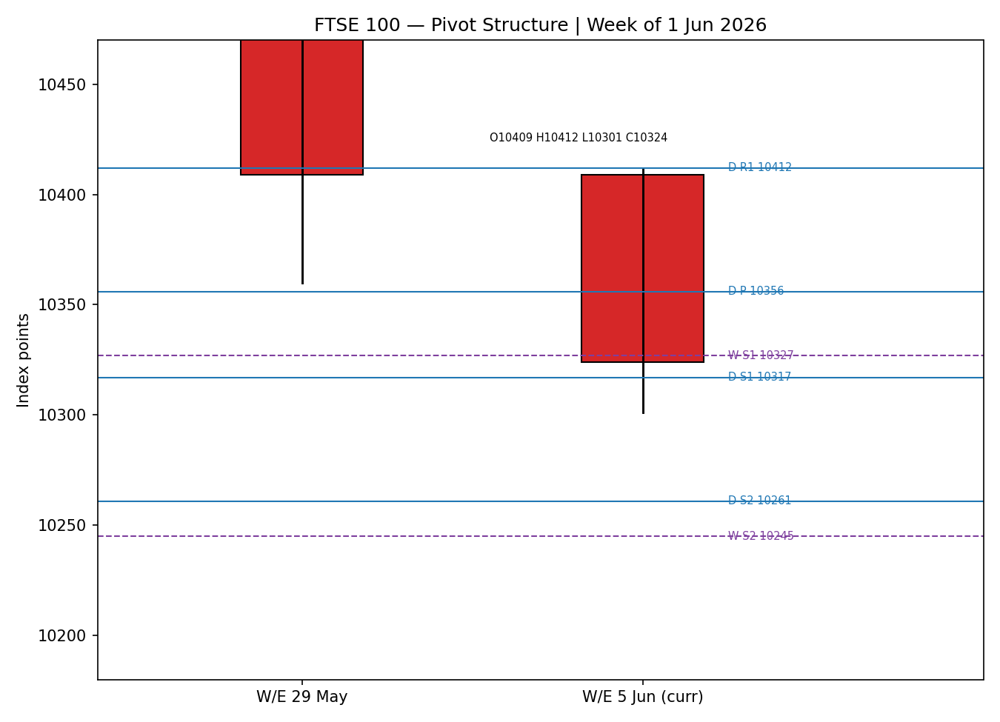 FTSE 100 — Pivot Structure | Week of 1 Jun 2026
10450
O10409 H10412 L10301 C10324
D R1 10412
10400
D P 10356
10350
W S1 10327
D S1 10317
10300
D S2 10261
10250
W S2 10245
10200
Index points
W/E 29 May
W/E 5 Jun (curr)